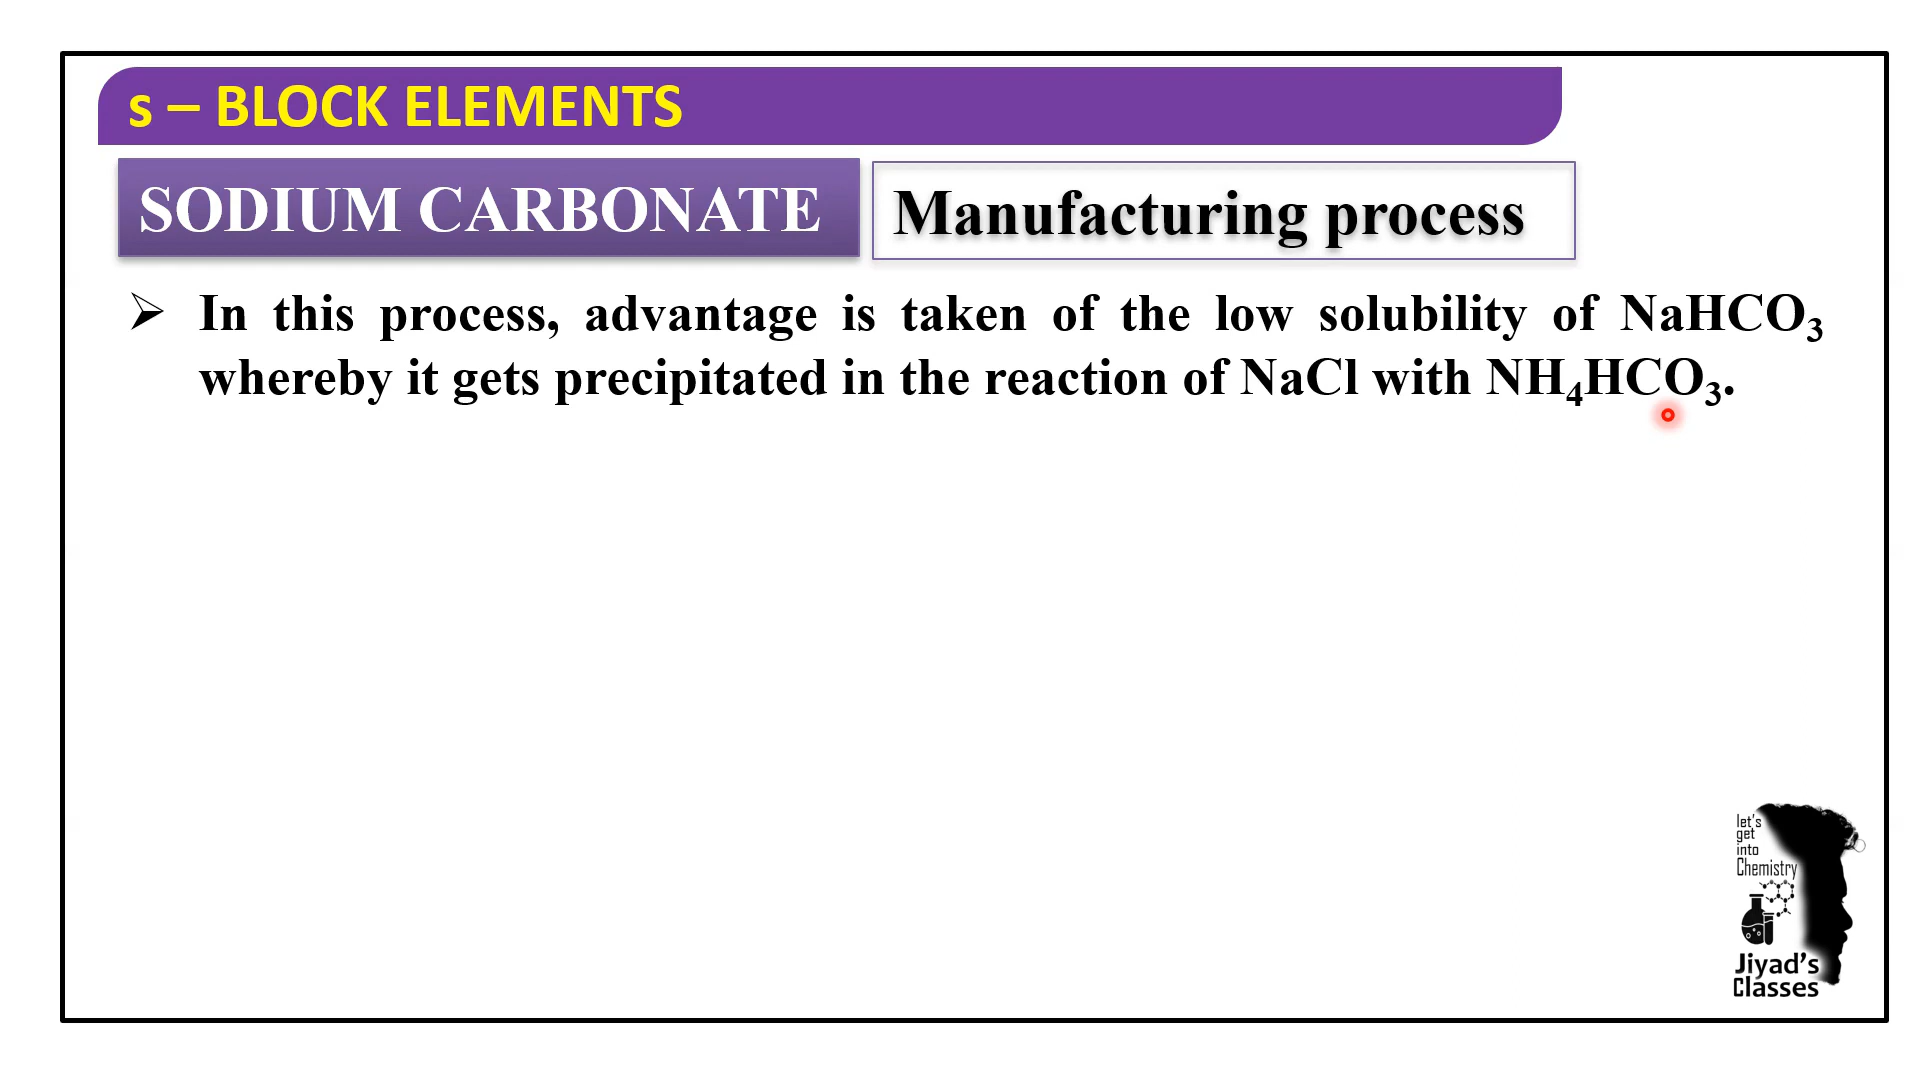 s – BLOCK ELEMENTS
SODIUM CARBONATE
Manufacturing process
➢ In this process, advantage is taken of the low solubility of NaHCO₃
whereby it gets precipitated in the reaction of NaCl with NH₄HCO₃.
let's
get
into
Chemistry
Jiyad's
Classes